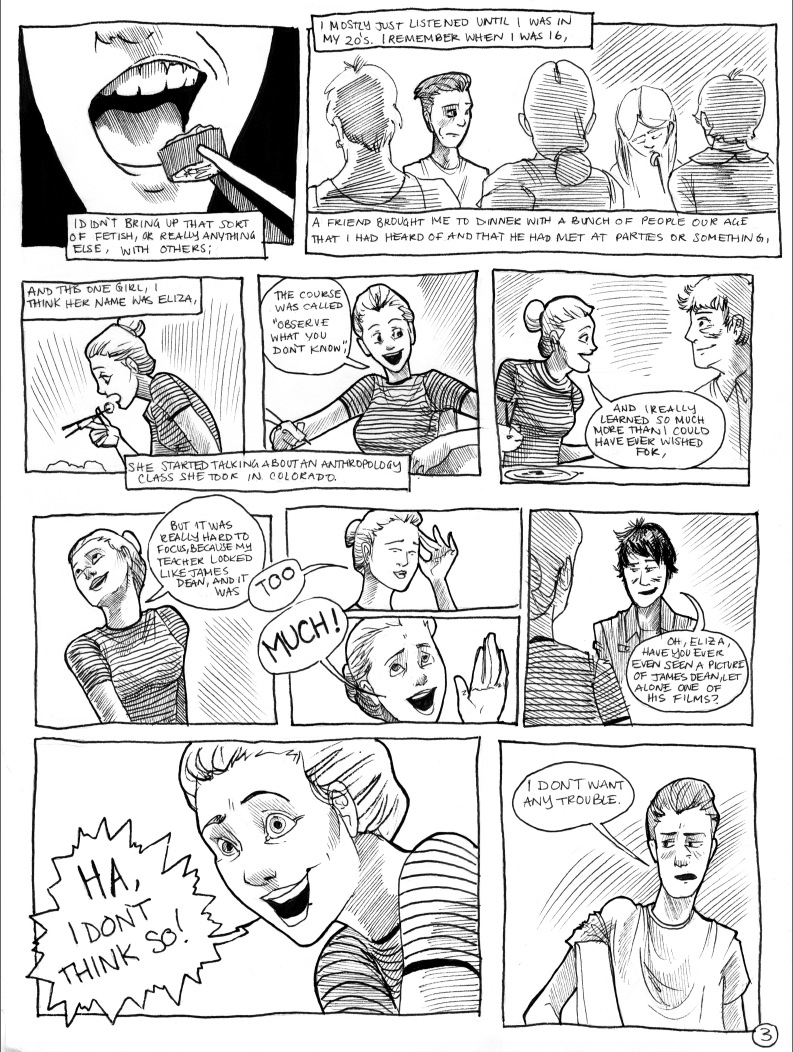 I DIDN'T BRING UP THAT SORT
OF FETISH, OR REALLY ANYTHING
ELSE, WITH OTHERS;
I MOSTLY JUST LISTENED UNTIL I WAS IN
MY 20'S. I REMEMBER WHEN I WAS 16,
A FRIEND BROUGHT ME TO DINNER WITH A BUNCH OF PEOPLE OUR AGE
THAT I HAD HEARD OF AND THAT HE HAD MET AT PARTIES OR SOMETHING,
AND THIS ONE GIRL, I
THINK HER NAME WAS ELIZA,
SHE STARTED TALKING ABOUT AN ANTHROPOLOGY
CLASS SHE TOOK IN COLORADO.
THE COURSE
WAS CALLED
"OBSERVE
WHAT YOU
DON'T KNOW,"
AND I REALLY
LEARNED SO MUCH
MORE THAN I COULD
HAVE EVER WISHED
FOR,
BUT IT WAS
REALLY HARD TO
FOCUS, BECAUSE MY
TEACHER LOOKED
LIKE JAMES
DEAN, AND IT
WAS
TOO
MUCH!
OH, ELIZA,
HAVE YOU EVER
EVEN SEEN A PICTURE
OF JAMES DEAN, LET
ALONE ONE OF
HIS FILMS?
HA,
I DONT
THINK SO!
I DON'T WANT
ANY TROUBLE.
3